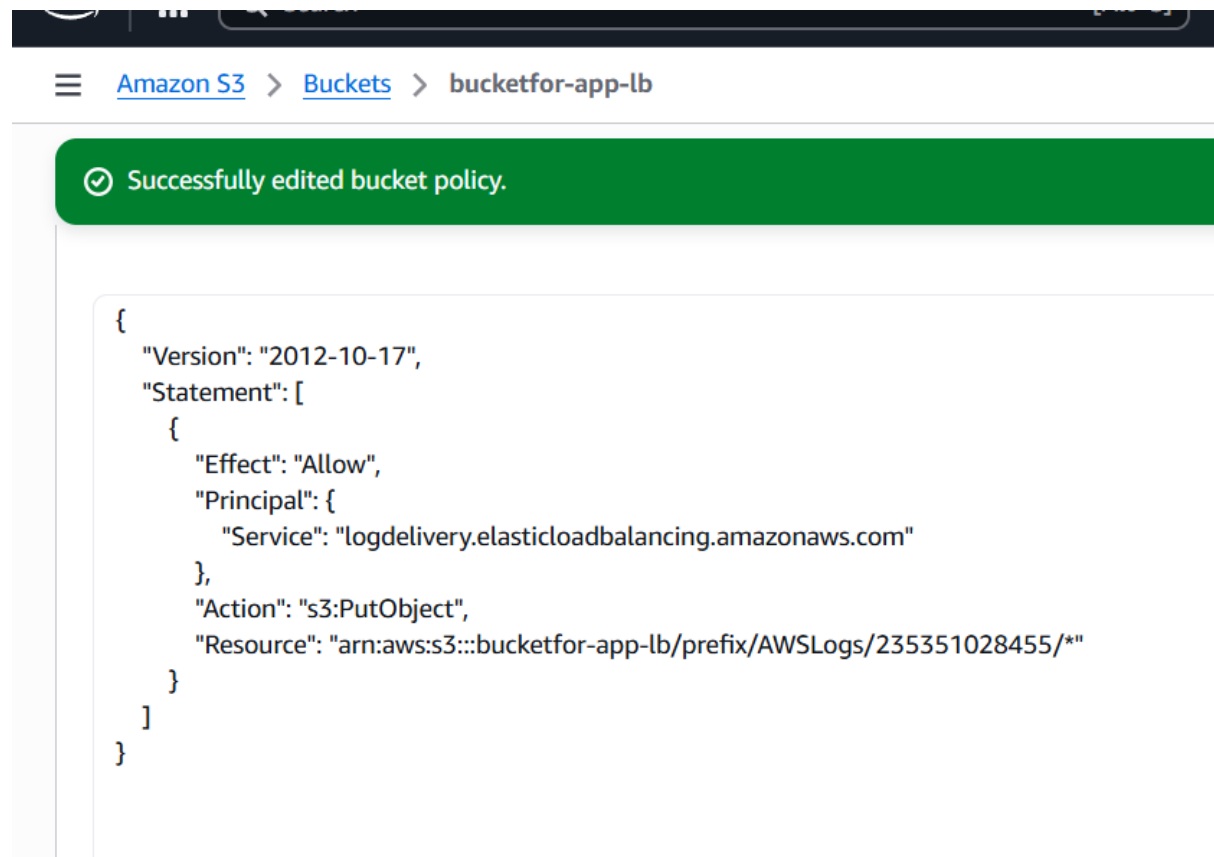 Amazon S3 > Buckets > bucketfor-app-lb
Successfully edited bucket policy.
{
"Version": "2012-10-17",
"Statement": [
{
"Effect": "Allow",
"Principal": {
"Service": "logdelivery.elasticloadbalancing.amazonaws.com"
},
"Action": "s3:PutObject",
"Resource": "arn:aws:s3:::bucketfor-app-lb/prefix/AWSLogs/235351028455/*"
}
]
}